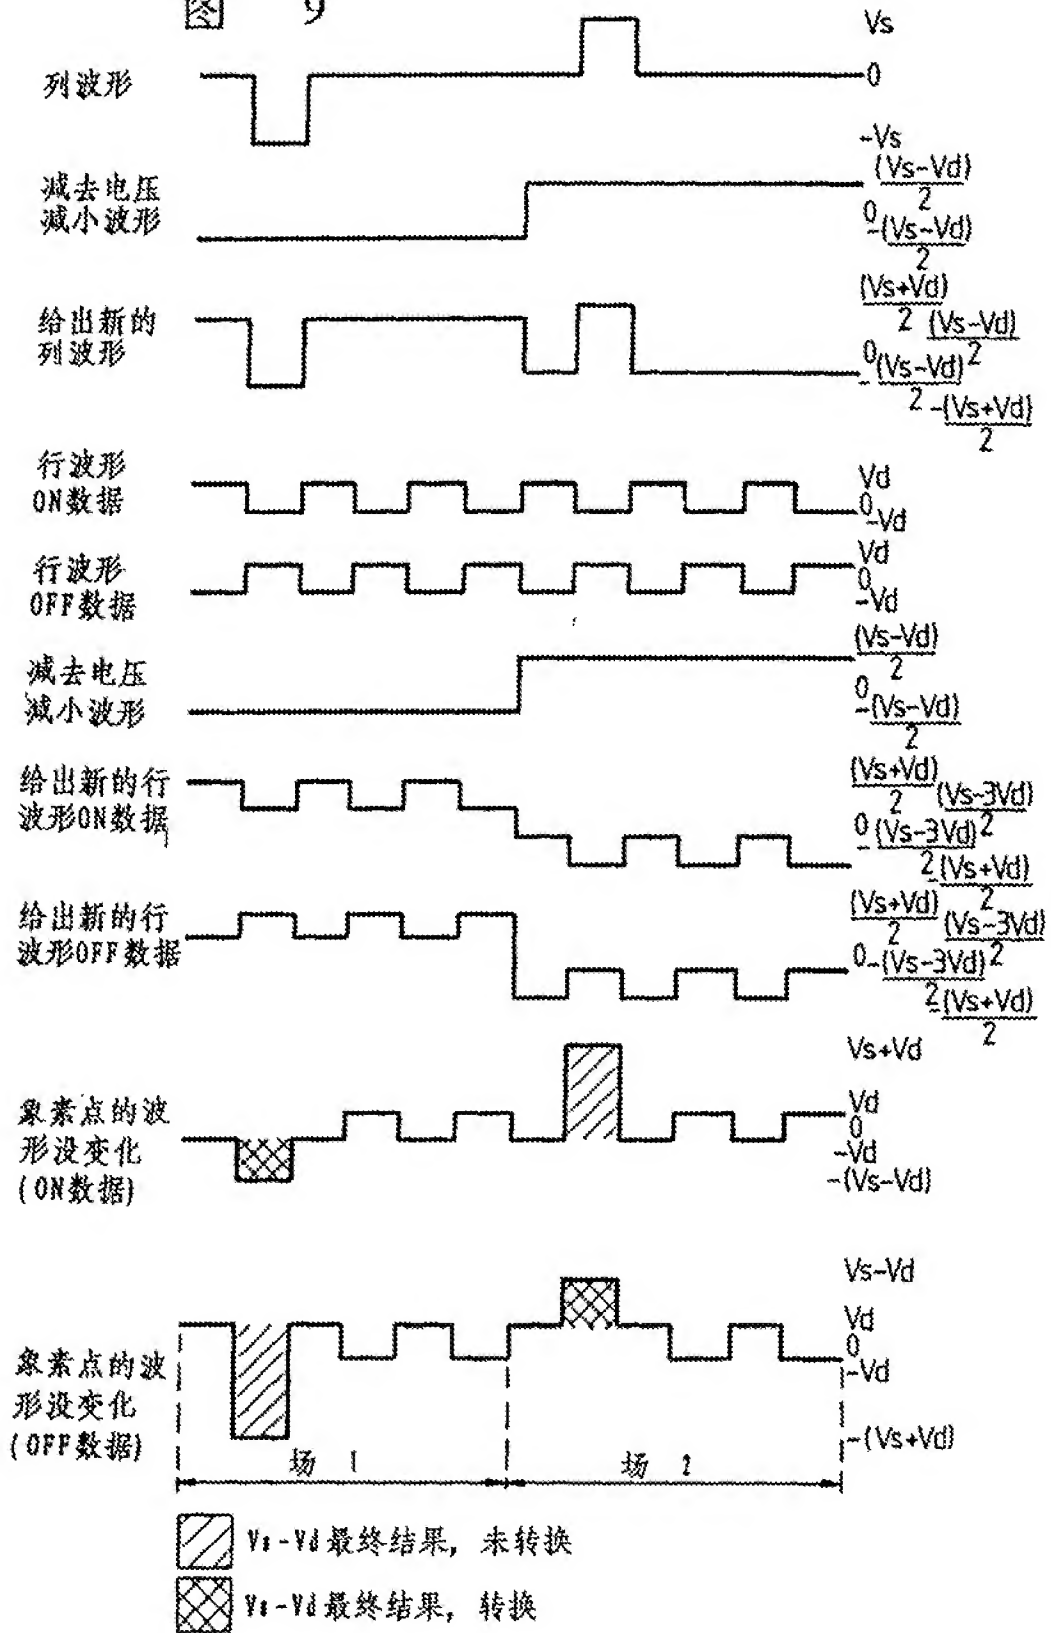 图 9
Vs
列波形
0
-Vs
减去电压
减小波形
(Vs-Vd)
2
0
-(Vs-Vd)
2
给出新的
列波形
(Vs+Vd)
2
(Vs-Vd)
2
0
-(Vs-Vd)
2
-(Vs+Vd)
2
行波形
ON数据
Vd
0
-Vd
行波形
OFF数据
Vd
0
-Vd
减去电压
减小波形
(Vs-Vd)
2
0
-(Vs-Vd)
2
给出新的行
波形ON数据
(Vs+Vd)
2
(Vs-3Vd)
2
0
-(Vs-3Vd)
2
-(Vs+Vd)
2
给出新的行
波形OFF数据
(Vs+Vd)
2
(Vs-3Vd)
2
0
-(Vs-3Vd)
2
-(Vs+Vd)
2
象素点的波
形没变化
(ON数据)
Vs+Vd
Vd
0
-Vd
-(Vs-Vd)
象素点的波
形没变化
(OFF数据)
Vs-Vd
Vd
0
-Vd
-(Vs+Vd)
场 1
场 2
Vs-Vd最终结果，未转换
Vs-Vd最终结果，转换